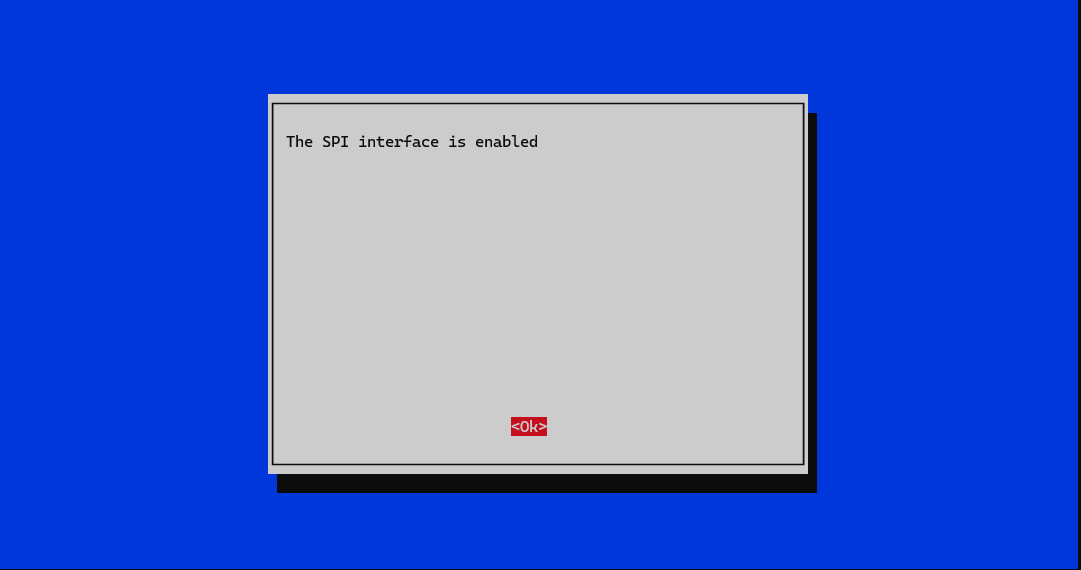 The SPI interface is enabled
<Ok>